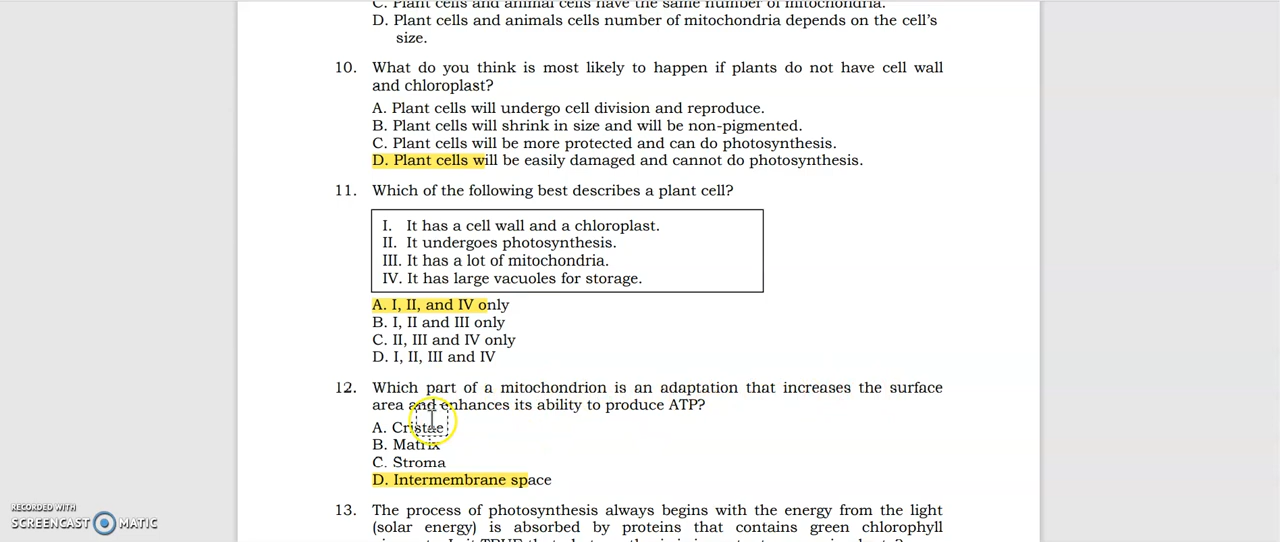 C. Plant cells and animal cells have the same number of mitochondria.
D. Plant cells and animals cells number of mitochondria depends on the cell's
size.
10. What do you think is most likely to happen if plants do not have cell wall
and chloroplast?
A. Plant cells will undergo cell division and reproduce.
B. Plant cells will shrink in size and will be non-pigmented.
C. Plant cells will be more protected and can do photosynthesis.
D. Plant cells will be easily damaged and cannot do photosynthesis.
11. Which of the following best describes a plant cell?
I. It has a cell wall and a chloroplast.
II. It undergoes photosynthesis.
III. It has a lot of mitochondria.
IV. It has large vacuoles for storage.
A. I, II, and IV only
B. I, II and III only
C. II, III and IV only
D. I, II, III and IV
12. Which part of a mitochondrion is an adaptation that increases the surface
area and enhances its ability to produce ATP?
A. Cristae
B. Matrix
C. Stroma
D. Intermembrane space
13. The process of photosynthesis always begins with the energy from the light
(solar energy) is absorbed by proteins that contains green chlorophyll
RECORDED WITH
SCREENCAST MATIC